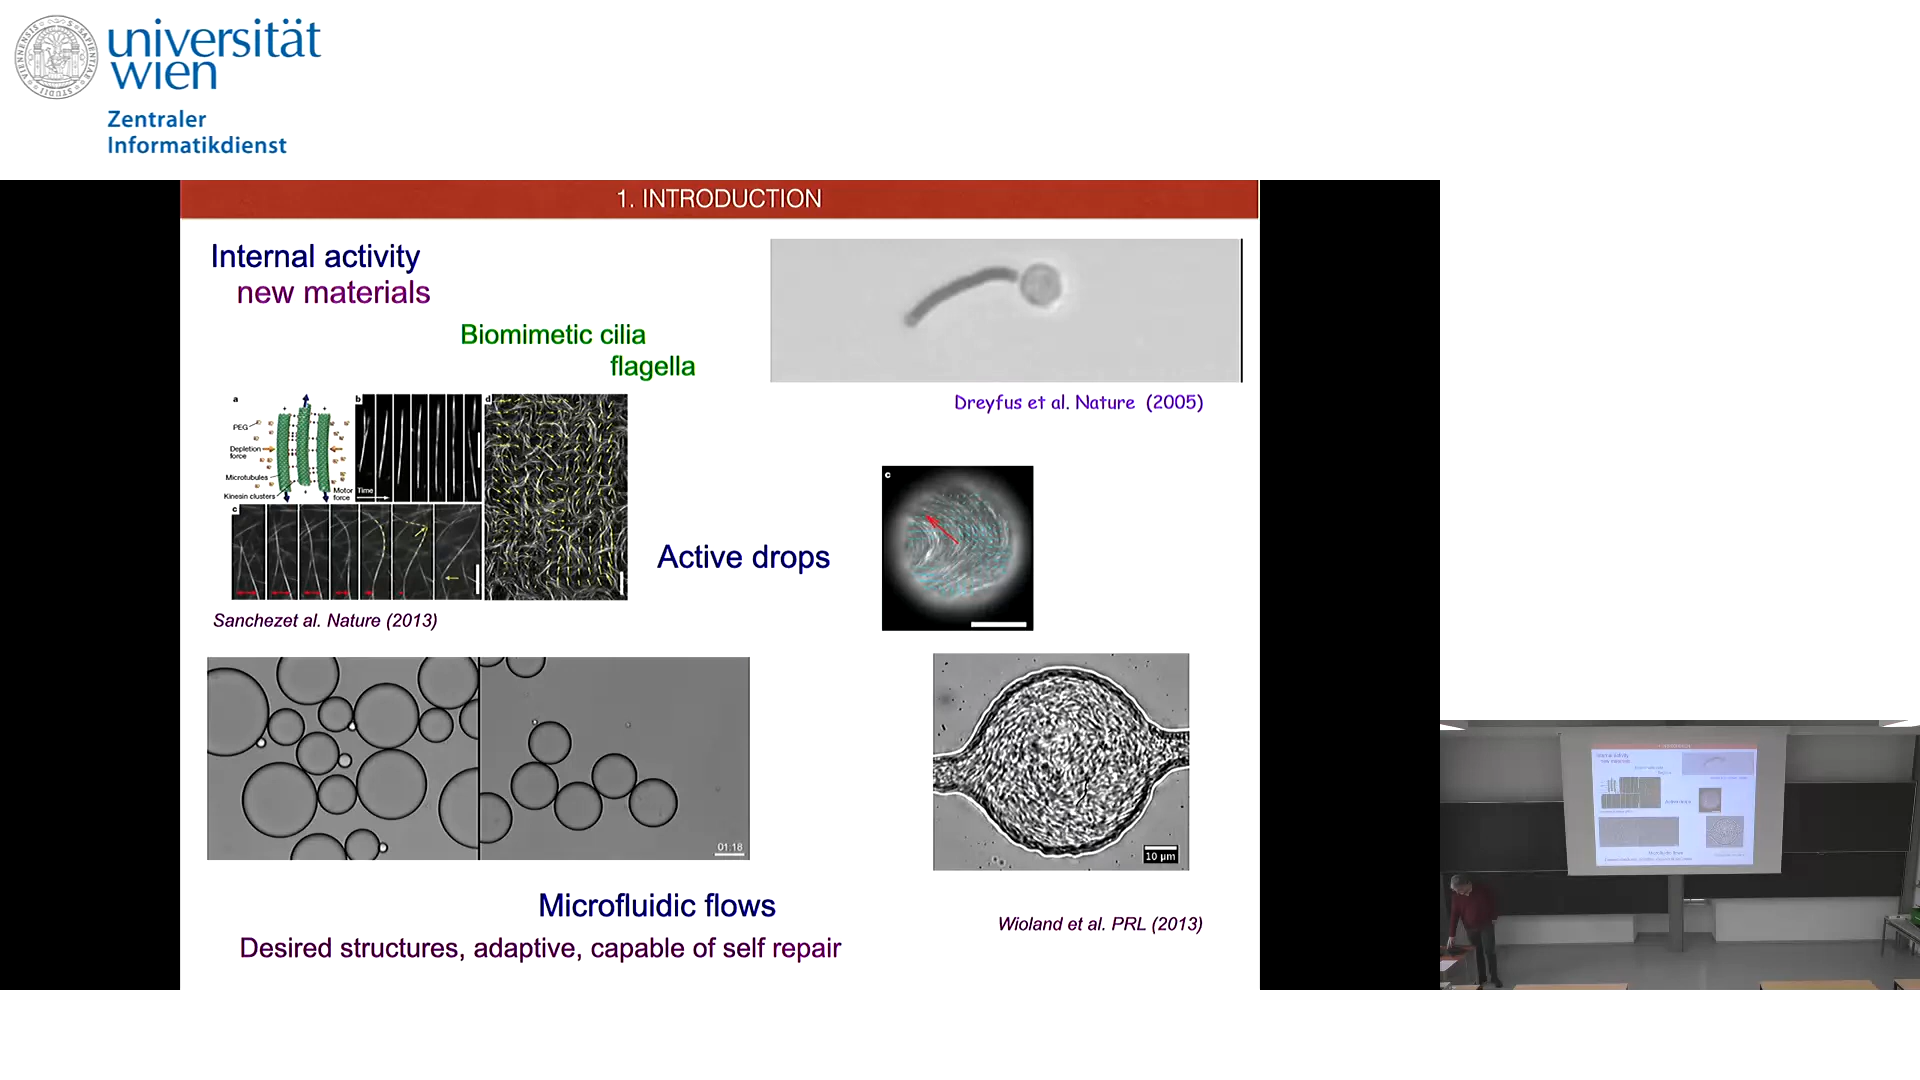 universität
wien
Zentraler
Informatikdienst
1. INTRODUCTION
Internal activity
new materials
Biomimetic cilia
flagella
Dreyfus et al. Nature (2005)
a
b
d
PEG
Depletion
force
Microtubules
Kinesin clusters
Motor
force
Time
c
Sanchezet al. Nature (2013)
Active drops
c
01:18
10 µm
Microfluidic flows
Wioland et al. PRL (2013)
Desired structures, adaptive, capable of self repair